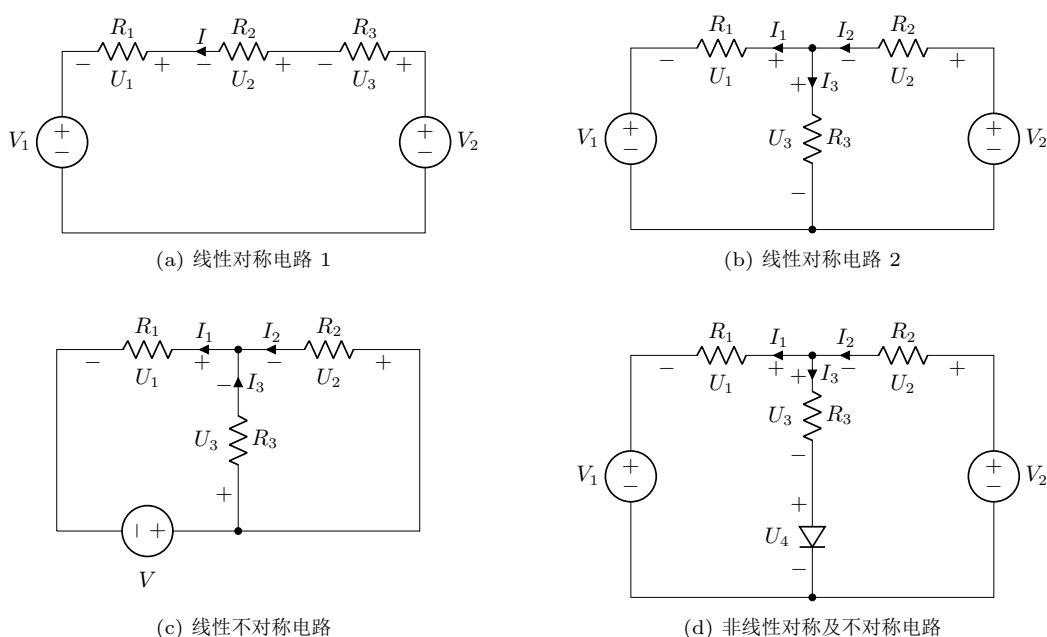 R1 I R2 R3
− U1 + − U2 + − U3 +
V1 + − + − V2
(a) 线性对称电路 1
R1 I1 I2 R2
− U1 + − U2 +
+ I3
V1 + − U3 R3 + − V2
−
(b) 线性对称电路 2
R1 I1 I2 R2
− U1 + − U2 +
− I3
U3 R3
+
− +
V
(c) 线性不对称电路
R1 I1 I2 R2
− U1 + − U2 +
+ I3
U3 R3
−
V1 + − + − V2
+
U4
−
(d) 非线性对称及不对称电路